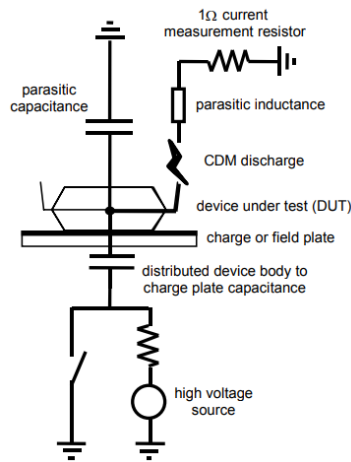 1Ω current
measurement resistor
parasitic
capacitance
parasitic inductance
CDM discharge
device under test (DUT)
charge or field plate
distributed device body to
charge plate capacitance
high voltage
source